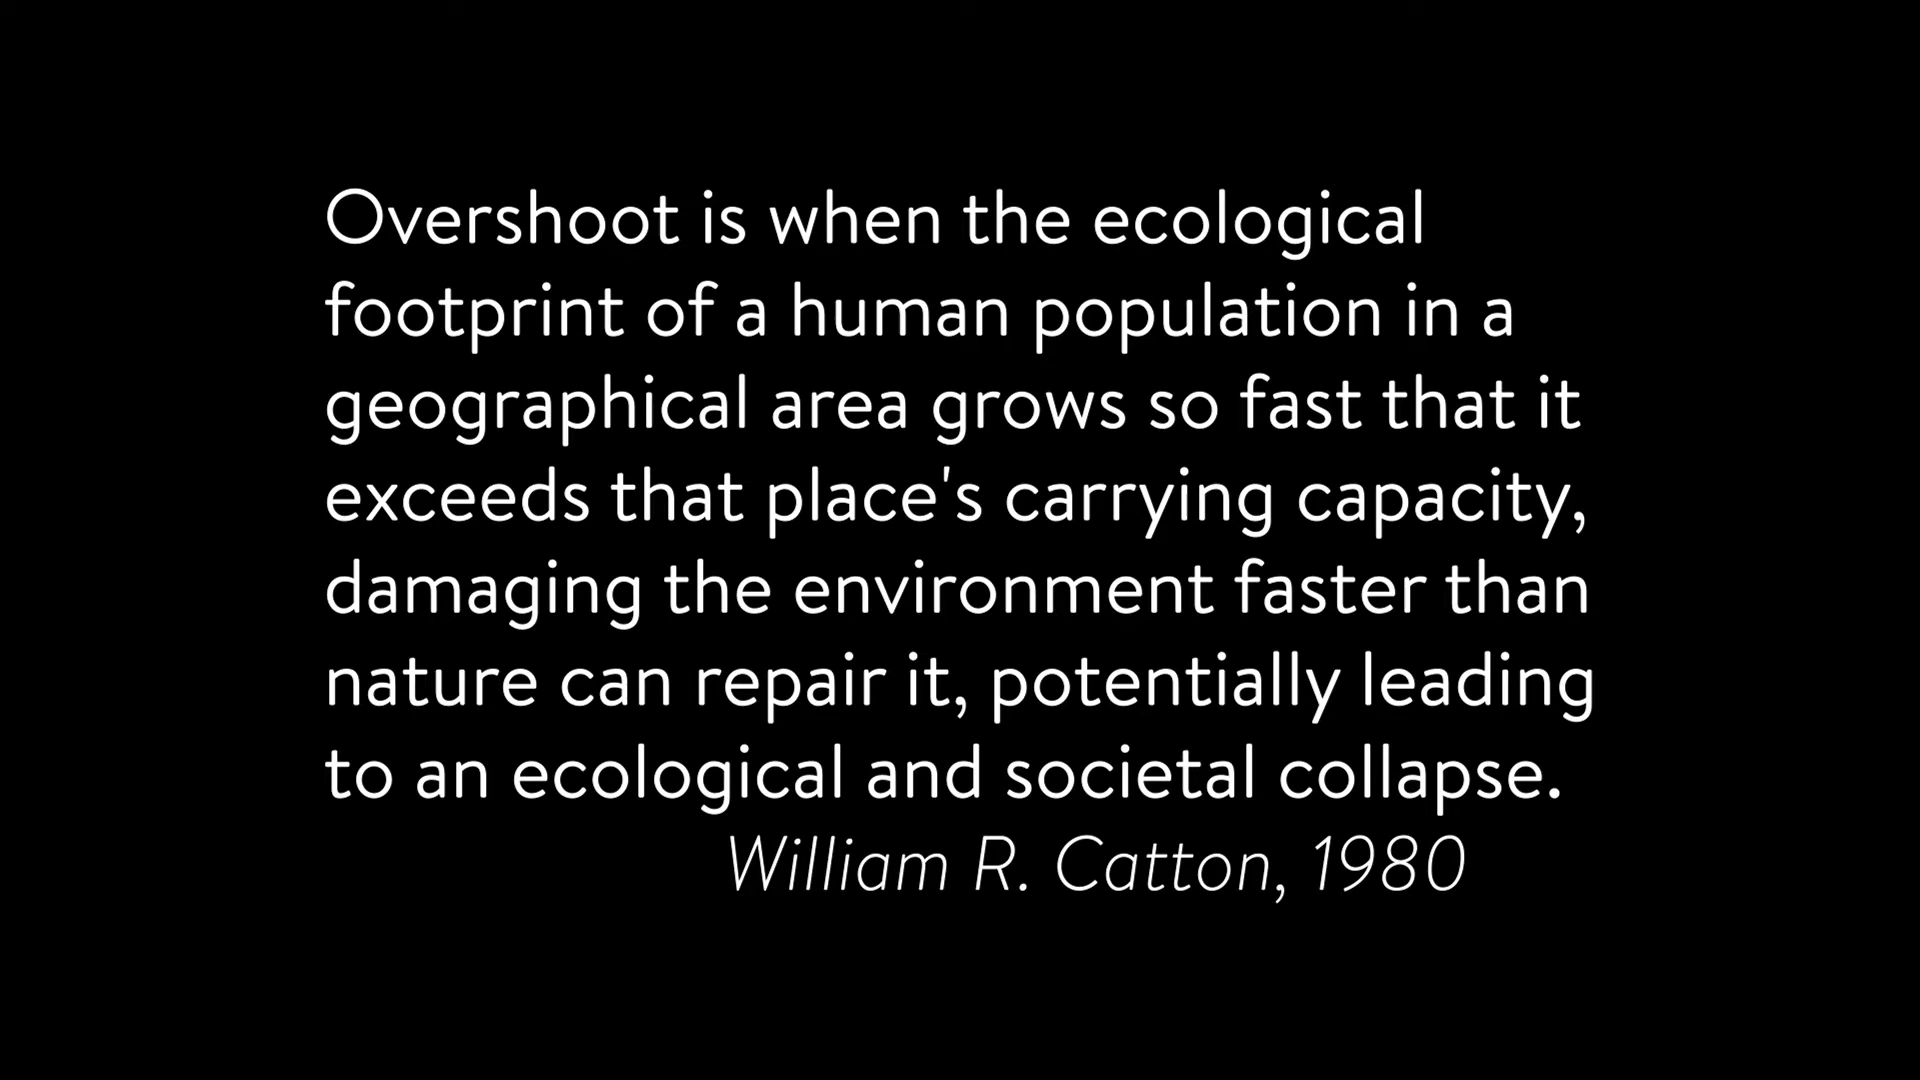 Overshoot is when the ecological
footprint of a human population in a
geographical area grows so fast that it
exceeds that place's carrying capacity,
damaging the environment faster than
nature can repair it, potentially leading
to an ecological and societal collapse.
William R. Catton, 1980